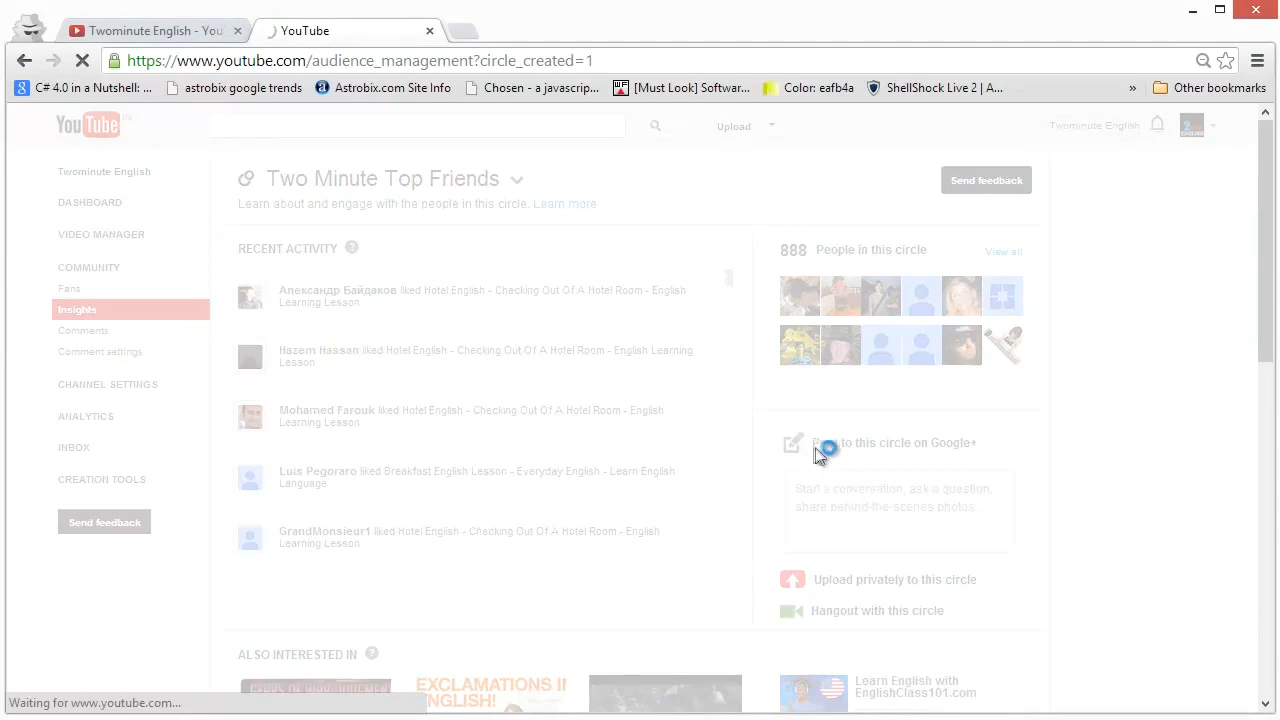 Twominute English - You
YouTube
https://www.youtube.com/audience_management?circle_created=1
C# 4.0 in a Nutshell: ...
astrobix google trends
Astrobix.com Site Info
Chosen - a javascrip...
[Must Look] Softwar...
Color: eafb4a
ShellShock Live 2 | A...
»
Other bookmarks
YouTube
Upload
Twominute English
Twominute English
DASHBOARD
VIDEO MANAGER
COMMUNITY
Fans
Insights
Comments
Comment settings
CHANNEL SETTINGS
ANALYTICS
INBOX
CREATION TOOLS
Send feedback
Two Minute Top Friends
Send feedback
Learn about and engage with the people in this circle. Learn more
RECENT ACTIVITY ?
Александр Байдаков liked Hotel English - Checking Out Of A Hotel Room - English
Learning Lesson
Hazem Hassan liked Hotel English - Checking Out Of A Hotel Room - English Learning
Lesson
Mohamed Farouk liked Hotel English - Checking Out Of A Hotel Room - English
Learning Lesson
Luis Pegoraro liked Breakfast English Lesson - Everyday English - Learn English
Language
GrandMonsieur1 liked Hotel English - Checking Out Of A Hotel Room - English
Learning Lesson
888 People in this circle
View all
to this circle on Google+
Start a conversation, ask a question,
share behind-the-scenes photos.
Upload privately to this circle
Hangout with this circle
ALSO INTERESTED IN ?
EXCLAMATIONS I
ENGLISH!
Learn English with
EnglishClass101.com
Waiting for www.youtube.com...